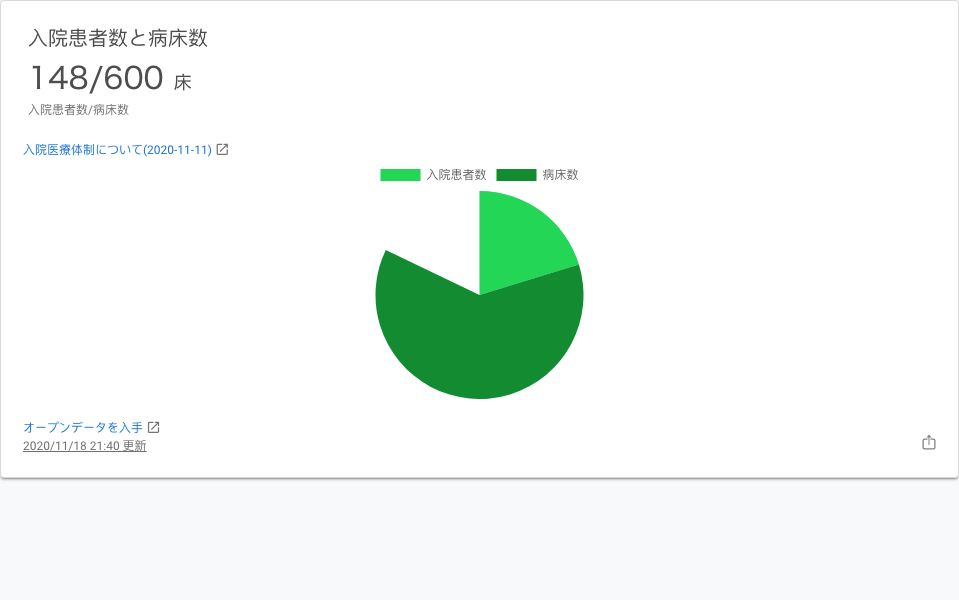 入院患者数と病床数
148/600 床
入院患者数/病床数
入院医療体制について(2020-11-11)
入院患者数 病床数
オープンデータを入手
2020/11/18 21:40 更新